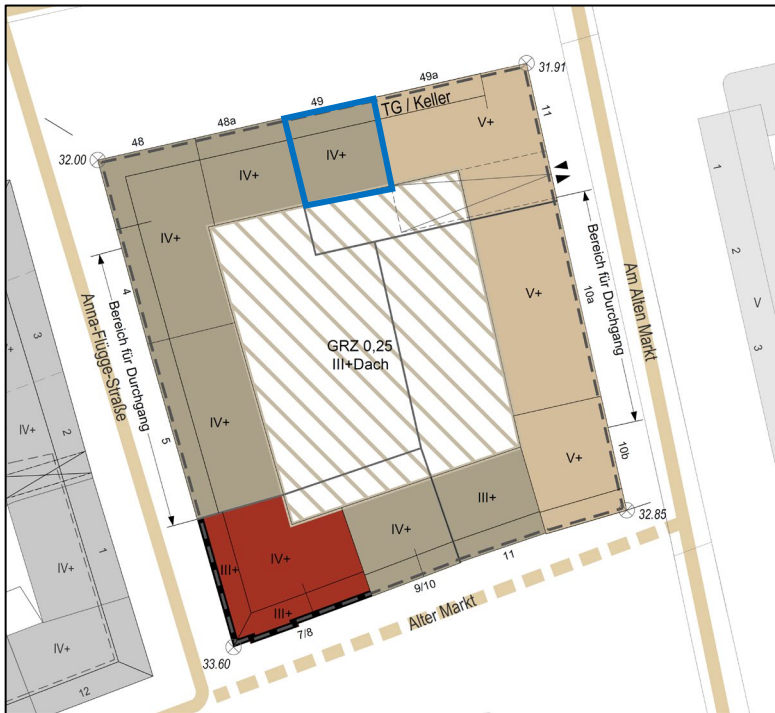 31.91
49a
49
TG / Keller
48a
48
11
V+
IV+
IV+
32.00
1
IV+
2
Bereich für Durchgang
4
Anna-Flügge-Straße
3
V+
Bereich für Durchgang
10a
Am Alten Markt
V
3
GRZ 0,25
III+Dach
IV+
5
IV+
2
V+
10b
III+
32.85
IV+
IV+
III+
IV+
1
11
9/10
III+
Alter Markt
7/8
IV+
33.60
12